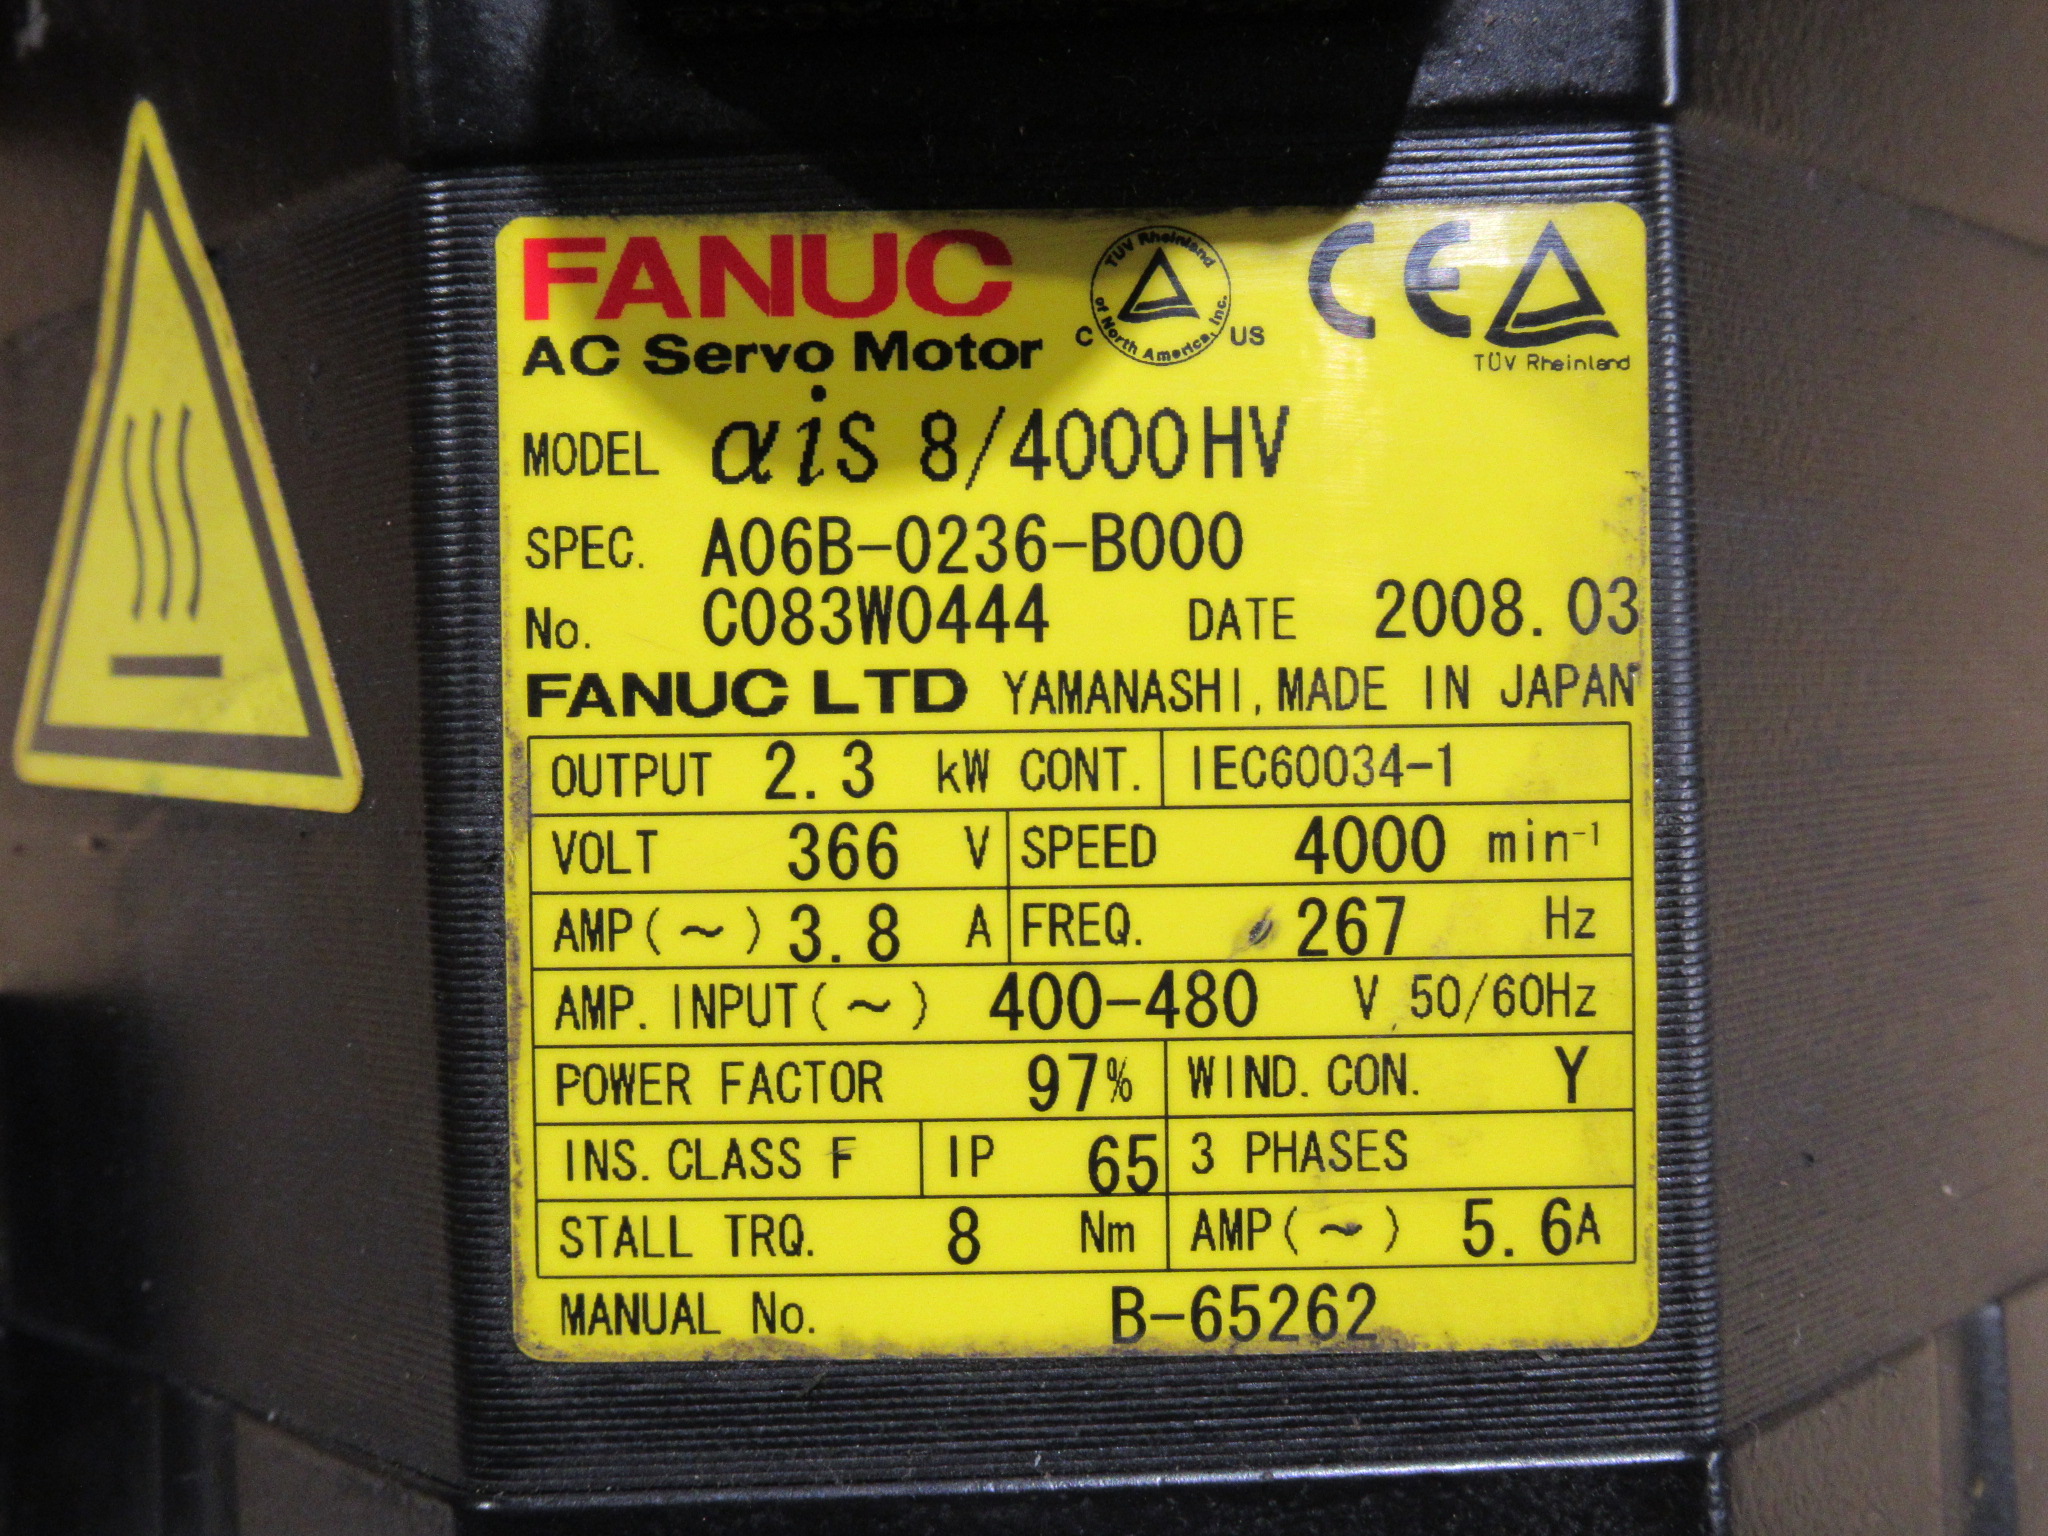 FANUC
AC Servo Motor
TÜV Rheinland
of North America, Inc.
C US
CE
TÜV Rheinland
MODEL αiS 8/4000HV
SPEC. A06B-0236-B000
No. C083W0444 DATE 2008.03
FANUC LTD YAMANASHI, MADE IN JAPAN
OUTPUT 2.3 kW CONT. IEC60034-1
VOLT 366 V SPEED 4000 min⁻¹
AMP(~) 3.8 A FREQ. 267 Hz
AMP. INPUT(~) 400-480 V 50/60Hz
POWER FACTOR 97% WIND. CON. Y
INS. CLASS F IP 65 3 PHASES
STALL TRQ. 8 Nm AMP(~) 5.6A
MANUAL No. B-65262